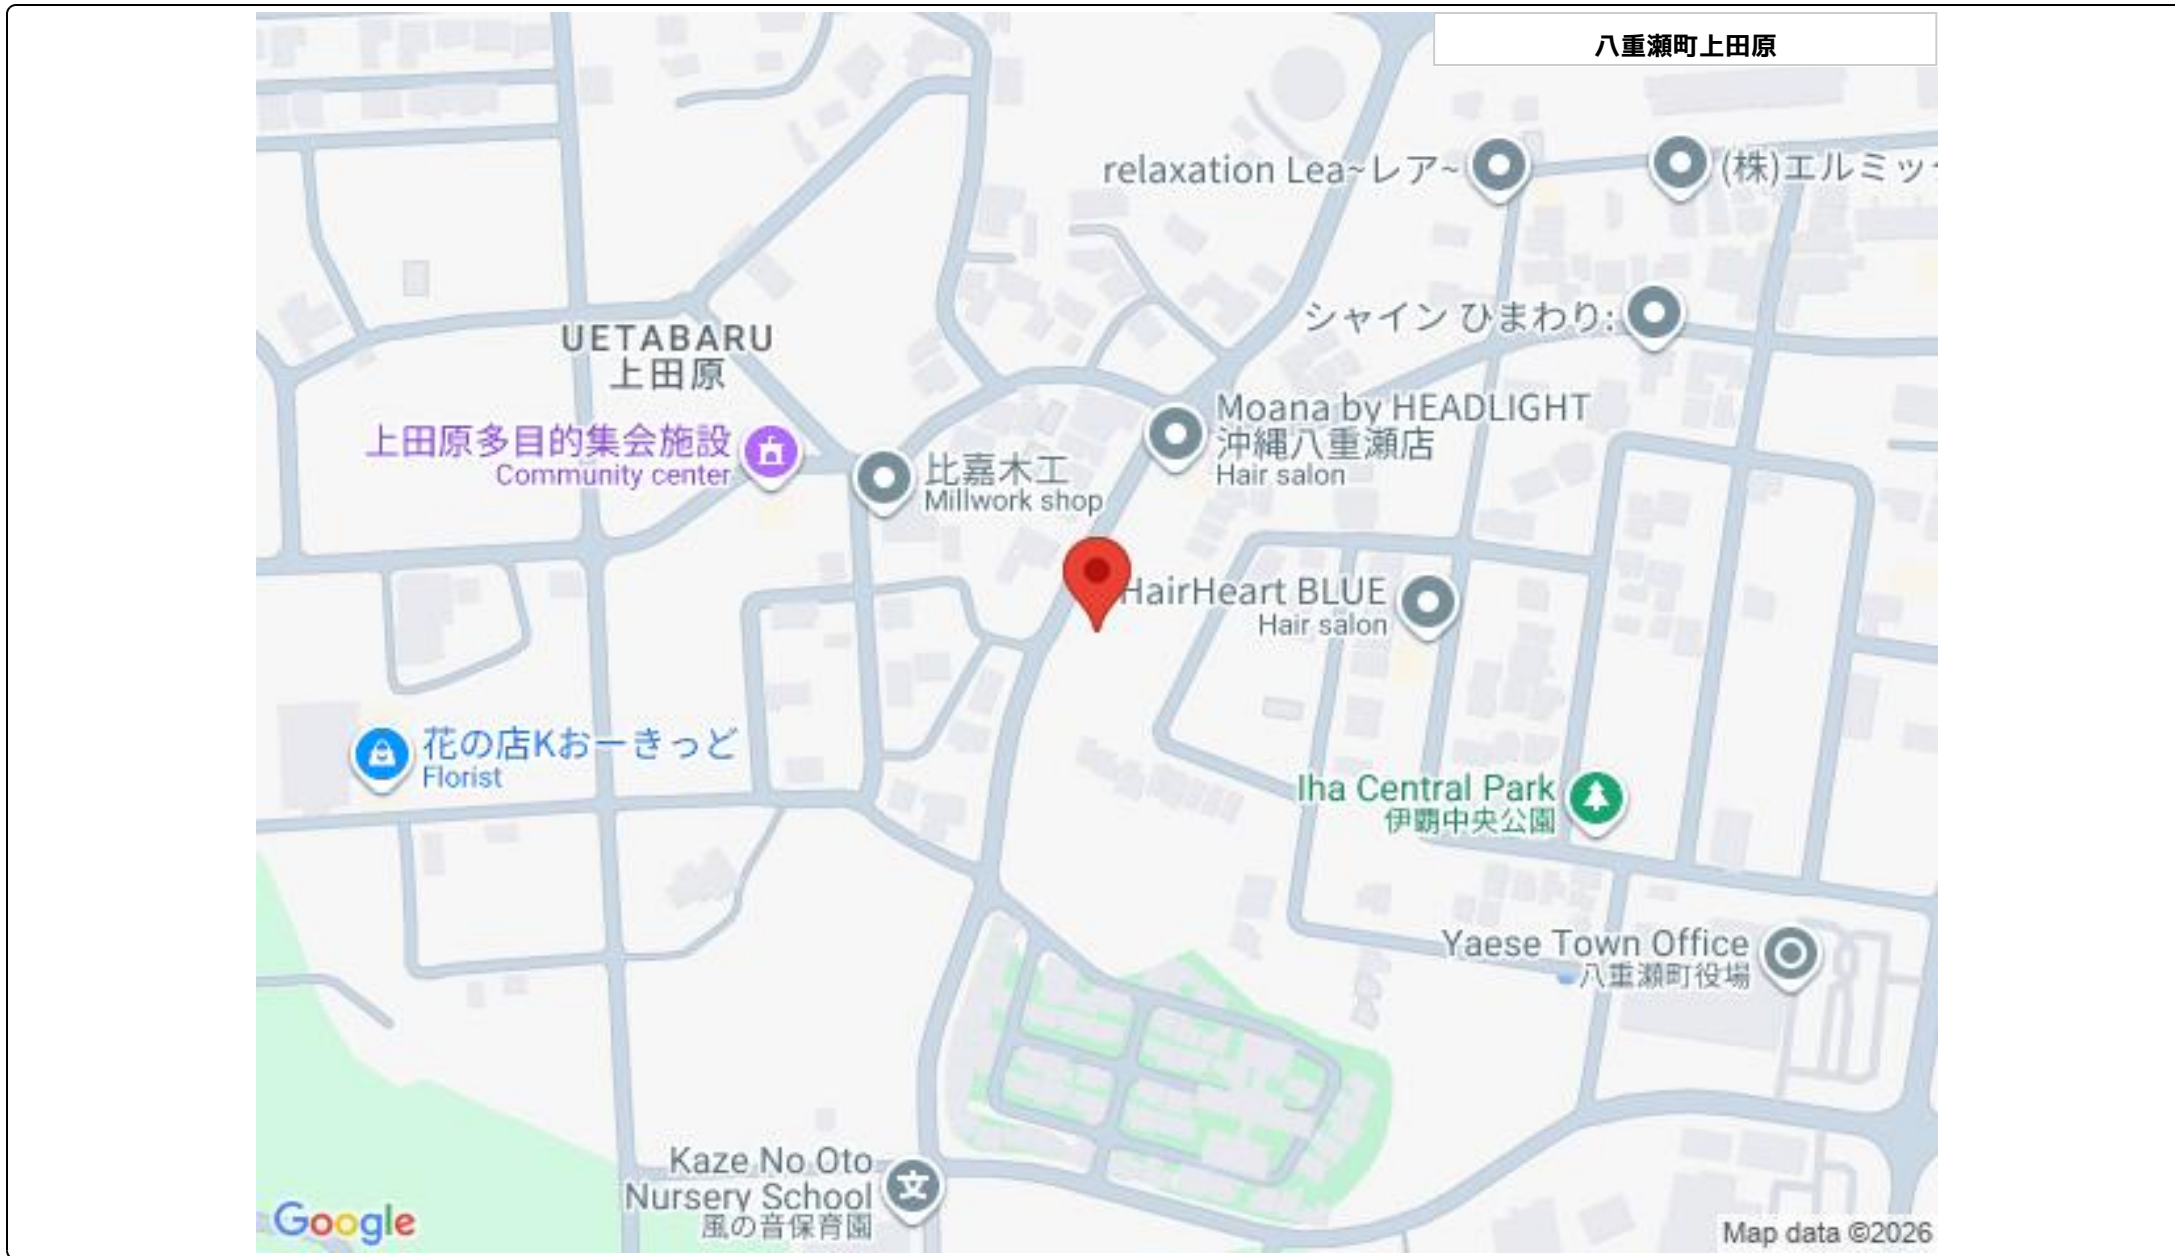 八重瀬町上田原
relaxation Lea~レア~
(株)エルミッ
シャイン ひまわり:
UETABARU
上田原
Moana by HEADLIGHT
沖縄八重瀬店
Hair salon
上田原多目的集会施設
Community center
比嘉木工
Millwork shop
HairHeart BLUE
Hair salon
花の店Kおーきっど
Florist
Iha Central Park
伊覇中央公園
Yaese Town Office
八重瀬町役場
Kaze No Oto
Nursery School
風の音保育園
Google
Map data ©2026